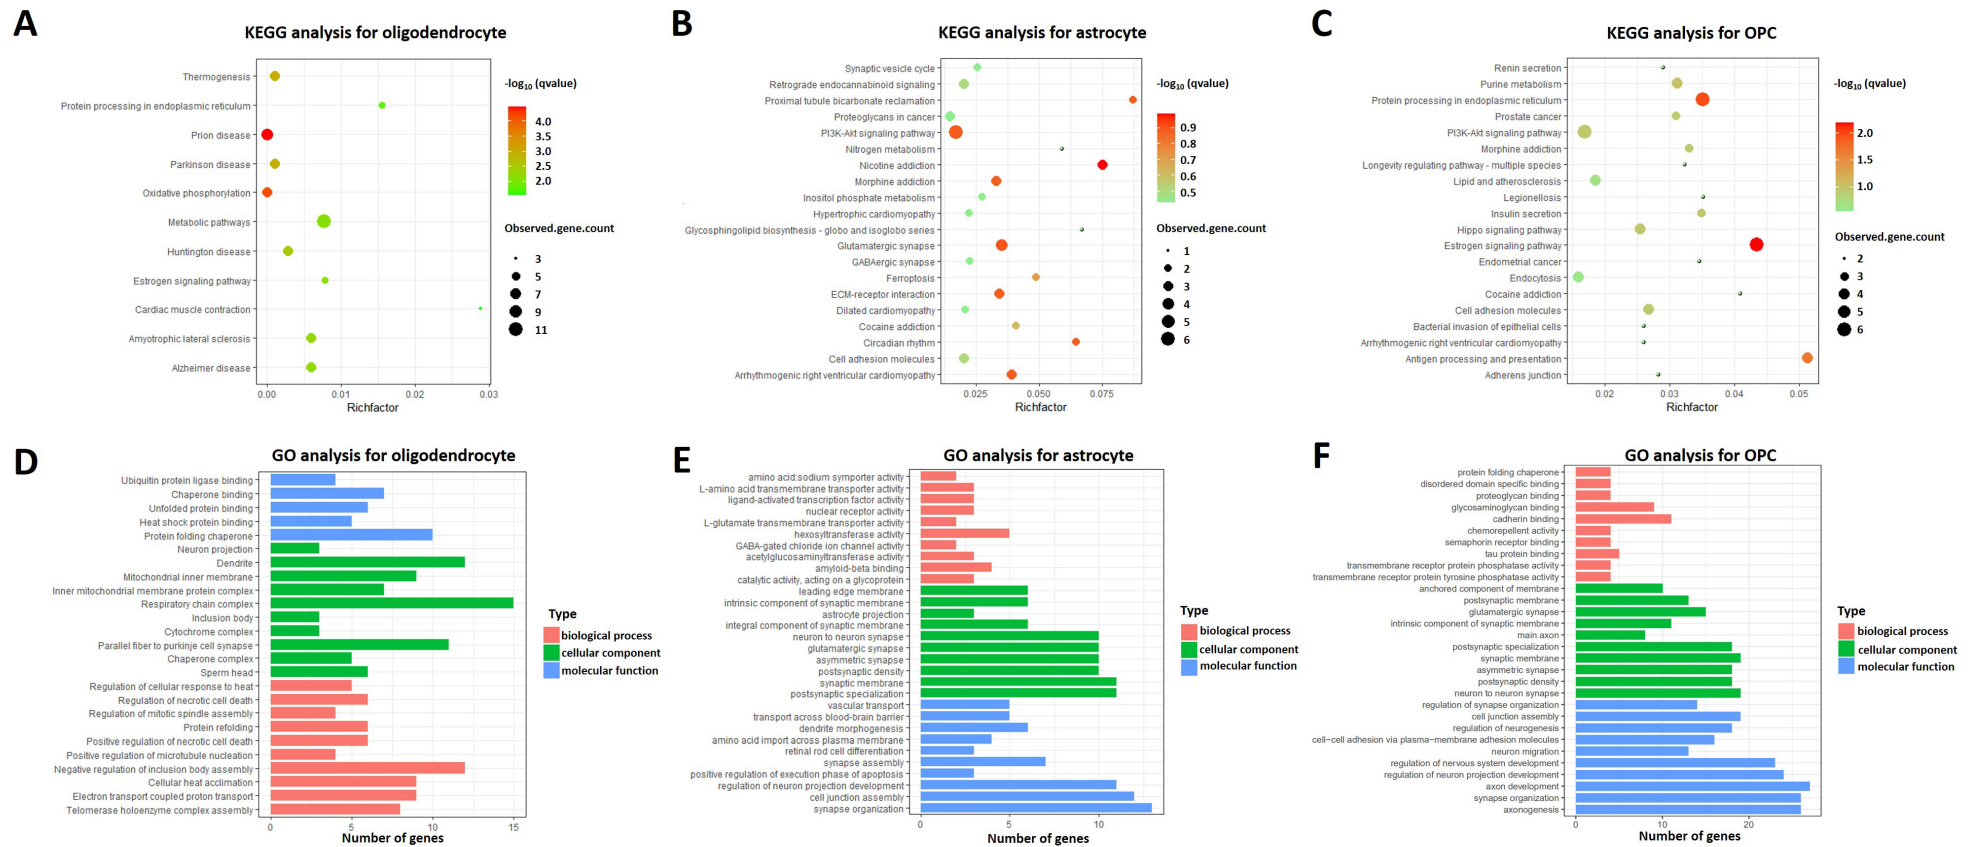 A
KEGG analysis for oligodendrocyte
Thermogenesis
Protein processing in endoplasmic reticulum
Prion disease
Parkinson disease
Oxidative phosphorylation
Metabolic pathways
Huntington disease
Estrogen signaling pathway
Cardiac muscle contraction
Amyotrophic lateral sclerosis
Alzheimer disease
0.00 0.01 0.02 0.03
Richfactor
-log10 (qvalue)
4.0
3.5
3.0
2.5
2.0
Observed.gene.count
3
5
7
9
11
B
KEGG analysis for astrocyte
Synaptic vesicle cycle
Retrograde endocannabinoid signaling
Proximal tubule bicarbonate reclamation
Proteoglycans in cancer
PI3K-Akt signaling pathway
Nitrogen metabolism
Nicotine addiction
Morphine addiction
Inositol phosphate metabolism
Hypertrophic cardiomyopathy
Glycosphingolipid biosynthesis - globo and isoglobo series
Glutamatergic synapse
GABAergic synapse
Ferroptosis
ECM-receptor interaction
Dilated cardiomyopathy
Cocaine addiction
Circadian rhythm
Cell adhesion molecules
Arrhythmogenic right ventricular cardiomyopathy
0.025 0.050 0.075
Richfactor
-log10 (qvalue)
0.9
0.8
0.7
0.6
0.5
Observed.gene.count
1
2
3
4
5
6
C
KEGG analysis for OPC
Renin secretion
Purine metabolism
Protein processing in endoplasmic reticulum
Prostate cancer
PI3K-Akt signaling pathway
Morphine addiction
Longevity regulating pathway - multiple species
Lipid and atherosclerosis
Legionellosis
Insulin secretion
Hippo signaling pathway
Estrogen signaling pathway
Endometrial cancer
Endocytosis
Cocaine addiction
Cell adhesion molecules
Bacterial invasion of epithelial cells
Arrhythmogenic right ventricular cardiomyopathy
Antigen processing and presentation
Adherens junction
0.02 0.03 0.04 0.05
Richfactor
-log10 (qvalue)
2.0
1.5
1.0
Observed.gene.count
2
3
4
5
6
D
GO analysis for oligodendrocyte
Ubiquitin protein ligase binding
Chaperone binding
Unfolded protein binding
Heat shock protein binding
Protein folding chaperone
Neuron projection
Dendrite
Mitochondrial inner membrane
Inner mitochondrial membrane protein complex
Respiratory chain complex
Inclusion body
Cytochrome complex
Parallel fiber to purkinje cell synapse
Chaperone complex
Sperm head
Regulation of cellular response to heat
Regulation of necrotic cell death
Regulation of mitotic spindle assembly
Protein refolding
Positive regulation of necrotic cell death
Positive regulation of microtubule nucleation
Negative regulation of inclusion body assembly
Cellular heat acclimation
Electron transport coupled proton transport
Telomerase holoenzyme complex assembly
0 5 10 15
Number of genes
Type
biological process
cellular component
molecular function
E
GO analysis for astrocyte
amino acid:sodium symporter activity
L-amino acid transmembrane transporter activity
ligand-activated transcription factor activity
nuclear receptor activity
L-glutamate transmembrane transporter activity
hexosyltransferase activity
GABA-gated chloride ion channel activity
acetylglucosaminyltransferase activity
amyloid-beta binding
catalytic activity, acting on a glycoprotein
leading edge membrane
intrinsic component of synaptic membrane
astrocyte projection
integral component of synaptic membrane
neuron to neuron synapse
glutamatergic synapse
asymmetric synapse
postsynaptic density
synaptic membrane
postsynaptic specialization
vascular transport
transport across blood-brain barrier
dendrite morphogenesis
amino acid import across plasma membrane
retinal rod cell differentiation
synapse assembly
positive regulation of execution phase of apoptosis
regulation of neuron projection development
cell junction assembly
synapse organization
0 5 10
Number of genes
Type
biological process
cellular component
molecular function
F
GO analysis for OPC
protein folding chaperone
disordered domain specific binding
proteoglycan binding
glycosaminoglycan binding
cadherin binding
chemorepellent activity
semaphorin receptor binding
tau protein binding
transmembrane receptor protein phosphatase activity
transmembrane receptor protein tyrosine phosphatase activity
anchored component of membrane
postsynaptic membrane
glutamatergic synapse
intrinsic component of synaptic membrane
main axon
postsynaptic specialization
synaptic membrane
asymmetric synapse
postsynaptic density
neuron to neuron synapse
regulation of synapse organization
cell junction assembly
regulation of neurogenesis
cell−cell adhesion via plasma−membrane adhesion molecules
neuron migration
regulation of nervous system development
regulation of neuron projection development
axon development
synapse organization
axonogenesis
0 10 20
Number of genes
Type
biological process
cellular component
molecular function